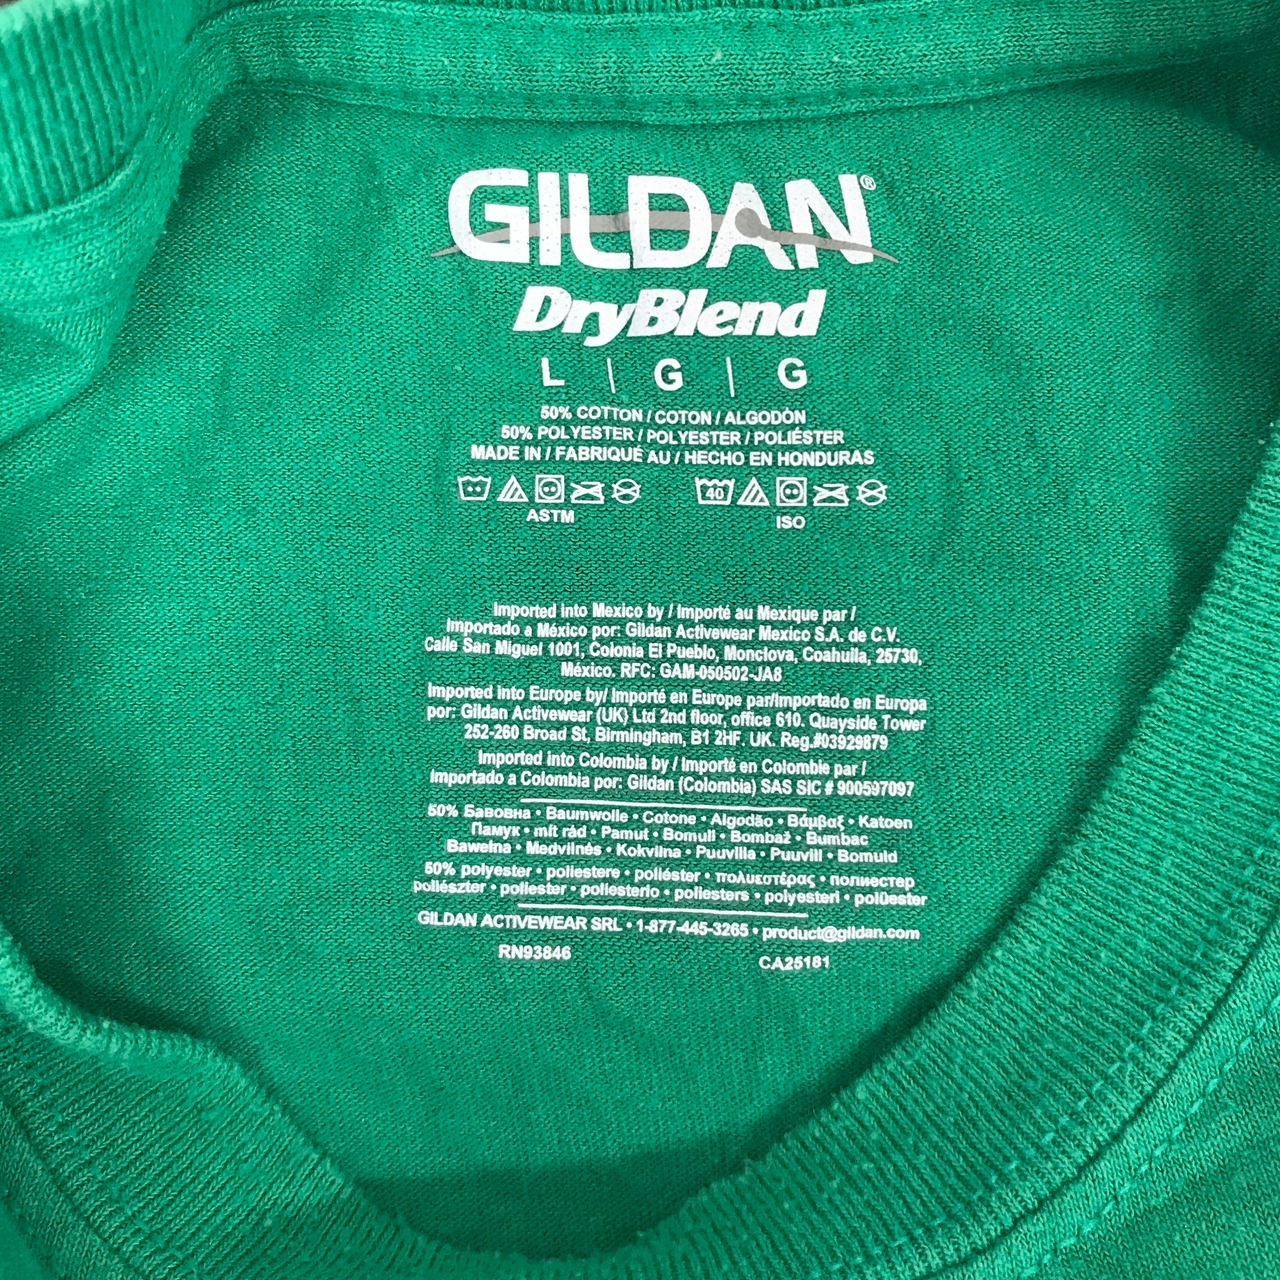 GILDAN®
DryBlend
L | G | G
50% COTTON / COTON / ALGODÓN
50% POLYESTER / POLYESTER / POLIÉSTER
MADE IN / FABRIQUÉ AU / HECHO EN HONDURAS
40
ASTM
ISO
Imported into Mexico by / Importé au Mexique par /
Importado a México por: Gildan Activewear Mexico S.A. de C.V.
Calle San Miguel 1001, Colonia El Pueblo, Monclova, Coahuila, 25730,
México. RFC: GAM-050502-JA8
Imported into Europe by/ Importé en Europe par/Importado en Europa
por: Gildan Activewear (UK) Ltd 2nd floor, office 610. Quayside Tower
252-260 Broad St, Birmingham, B1 2HF. UK. Reg.#03929879
Imported into Colombia by / Importé en Colombie par /
Importado a Colombia por: Gildan (Colombia) SAS SIC # 900597097
50% Бавовна • Baumwolle • Cotone • Algodão • Βάμβαξ • Katoen
Памук • mít rád • Pamut • Bomull • Bombaž • Bumbac
Bawełna • Medvilnės • Kokvilna • Puuvilla • Puuvill • Bomuld
50% polyester • poliestere • poliéster • πολυεστέρας • полиестер
poliészter • poliester • poliesterio • poliesters • polyesteri • polüester
GILDAN ACTIVEWEAR SRL • 1-877-445-3265 • product@gildan.com
RN93846
CA25181